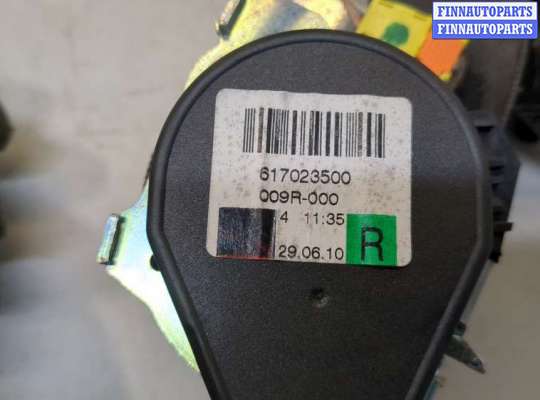 FINNAUTOPARTS
FINNAUTOPARTS
617023500
009R-000
4 11:35
29.06.10 R